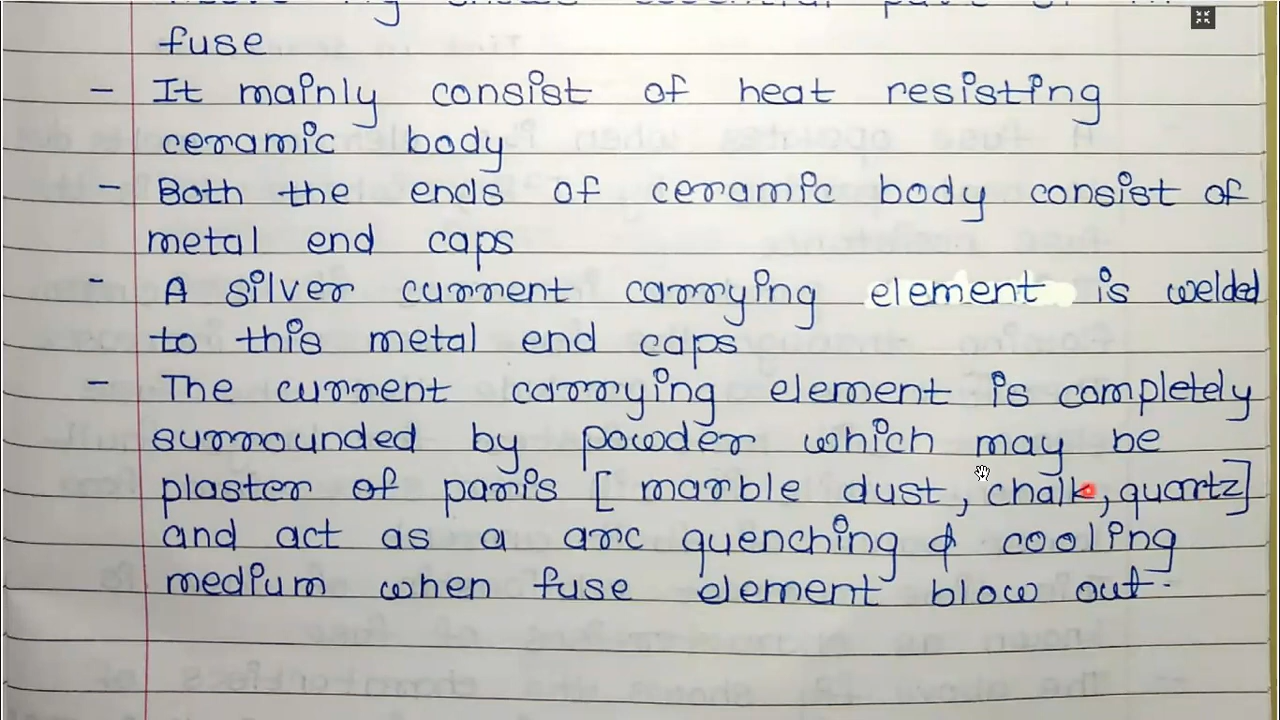 fuse
- It mainly consist of heat resisting
ceramic body
- Both the ends of ceramic body consist of
metal end caps
- A silver current carrying element is welded
to this metal end caps
- The current carrying element is completely
surrounded by powder which may be
plaster of paris [ marble dust, chalk, quartz]
and act as a arc quenching & cooling
medium when fuse element blow out.